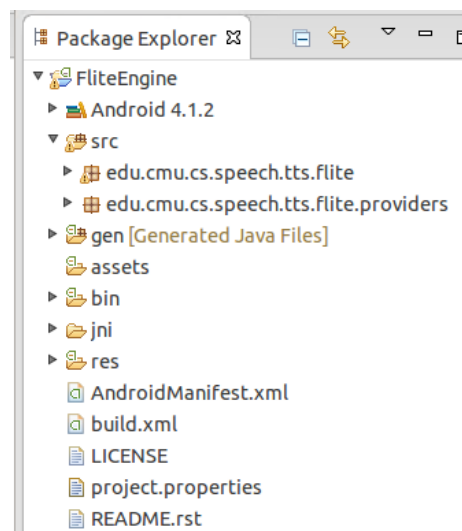 Package Explorer
FliteEngine
Android 4.1.2
src
edu.cmu.cs.speech.tts.flite
edu.cmu.cs.speech.tts.flite.providers
gen [Generated Java Files]
assets
bin
jni
res
AndroidManifest.xml
build.xml
LICENSE
project.properties
README.rst